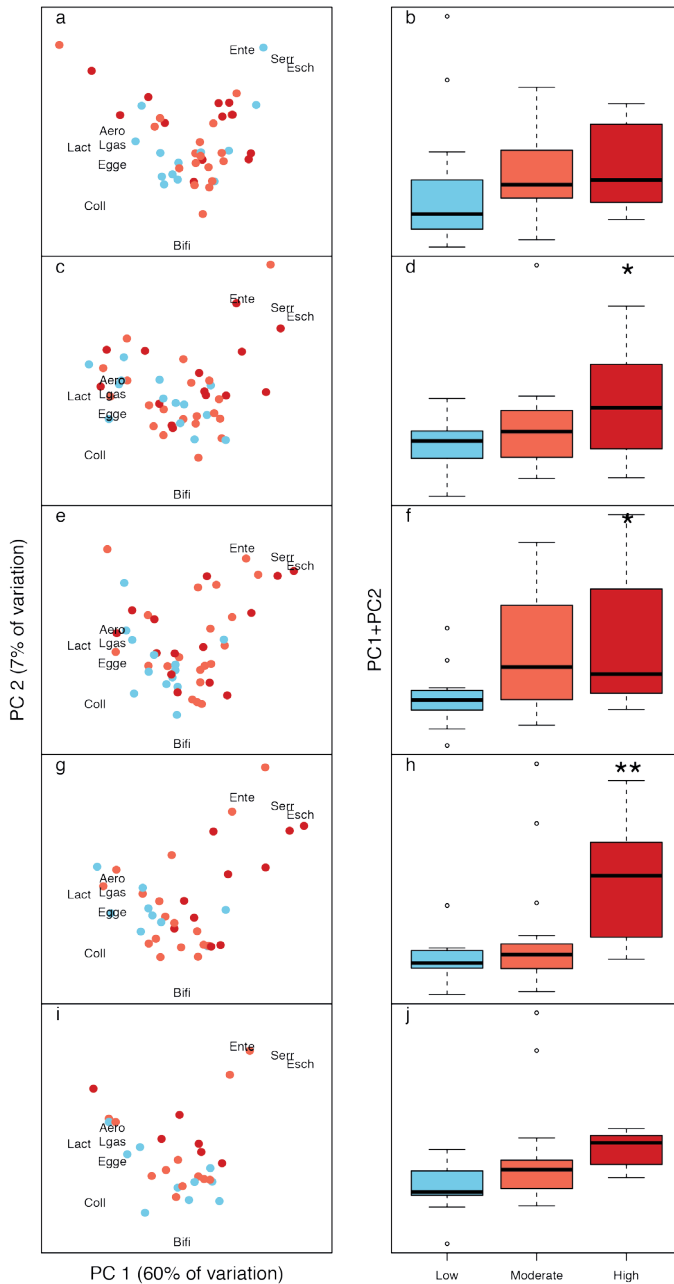 a
Ente
Serr
Esch
Aero
Lact
Lgas
Egge
Coll
Bifi
b
c
Ente
Serr
Esch
Aero
Lact
Lgas
Egge
Coll
Bifi
d
*
e
Ente
Serr
Esch
Aero
Lact
Lgas
Egge
Coll
Bifi
f
*
g
Ente
Serr
Esch
Aero
Lact
Lgas
Egge
Coll
Bifi
h
**
i
Ente
Serr
Esch
Aero
Lact
Lgas
Egge
Coll
Bifi
j
PC 2 (7% of variation)
PC1+PC2
PC 1 (60% of variation)
Low
Moderate
High